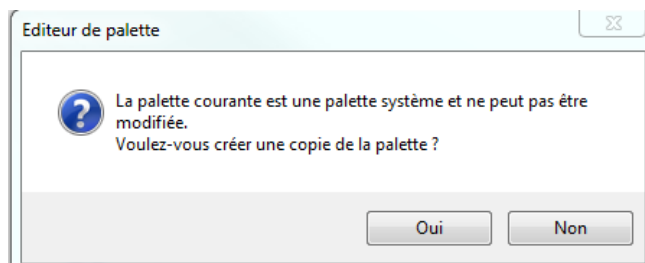 Editeur de palette
La palette courante est une palette système et ne peut pas être
modifiée.
Voulez-vous créer une copie de la palette ?
Oui
Non